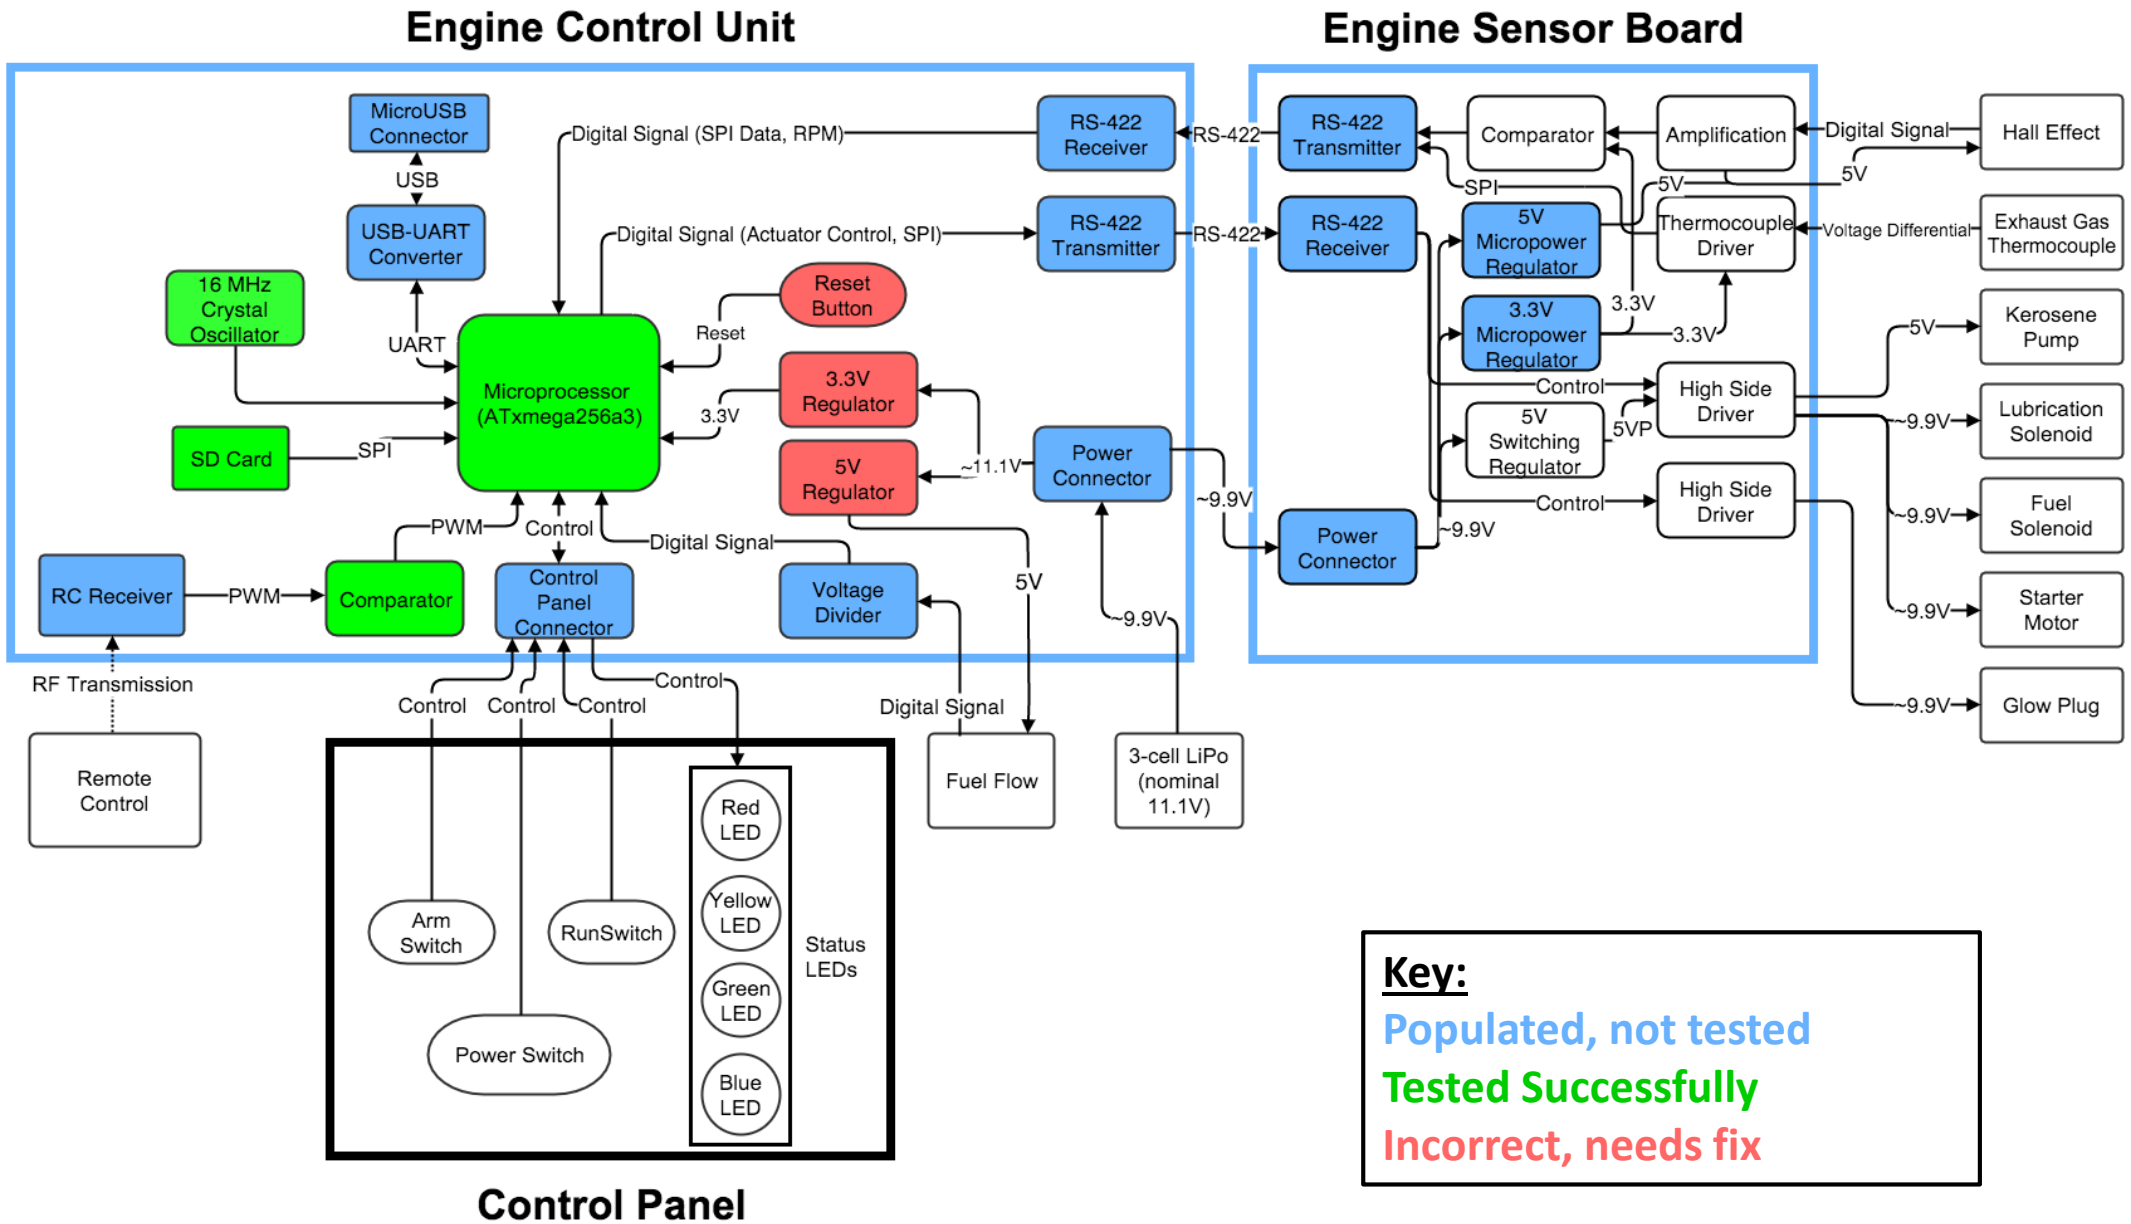 Engine Control Unit
Engine Sensor Board
MicroUSB
Connector
USB
USB-UART
Converter
UART
16 MHz
Crystal
Oscillator
SD Card
SPI
Microprocessor
(ATxmega256a3)
Digital Signal (SPI Data, RPM)
Digital Signal (Actuator Control, SPI)
RS-422
Receiver
RS-422
Transmitter
Reset
Button
Reset
3.3V
Regulator
3.3V
5V
Regulator
~11.1V
Power
Connector
PWM
Control
Digital Signal
RC Receiver
PWM
Comparator
Control
Panel
Connector
Voltage
Divider
5V
~9.9V
RF Transmission
Remote
Control
Control
Control
Control
Control
Digital Signal
Fuel Flow
3-cell LiPo
(nominal
11.1V)
RS-422
RS-422
~9.9V
RS-422
Transmitter
Comparator
Amplification
Digital Signal
Hall Effect
5V
SPI
5V
RS-422
Receiver
5V
Micropower
Regulator
Thermocouple
Driver
Voltage Differential
Exhaust Gas
Thermocouple
3.3V
Micropower
Regulator
3.3V
3.3V
Control
High Side
Driver
5V
Kerosene
Pump
5V
Switching
Regulator
5VP
~9.9V
Lubrication
Solenoid
Control
High Side
Driver
~9.9V
Fuel
Solenoid
Power
Connector
~9.9V
~9.9V
Starter
Motor
~9.9V
Glow Plug
Arm
Switch
RunSwitch
Power Switch
Red
LED
Yellow
LED
Green
LED
Blue
LED
Status
LEDs
Control Panel
Key:
Populated, not tested
Tested Successfully
Incorrect, needs fix